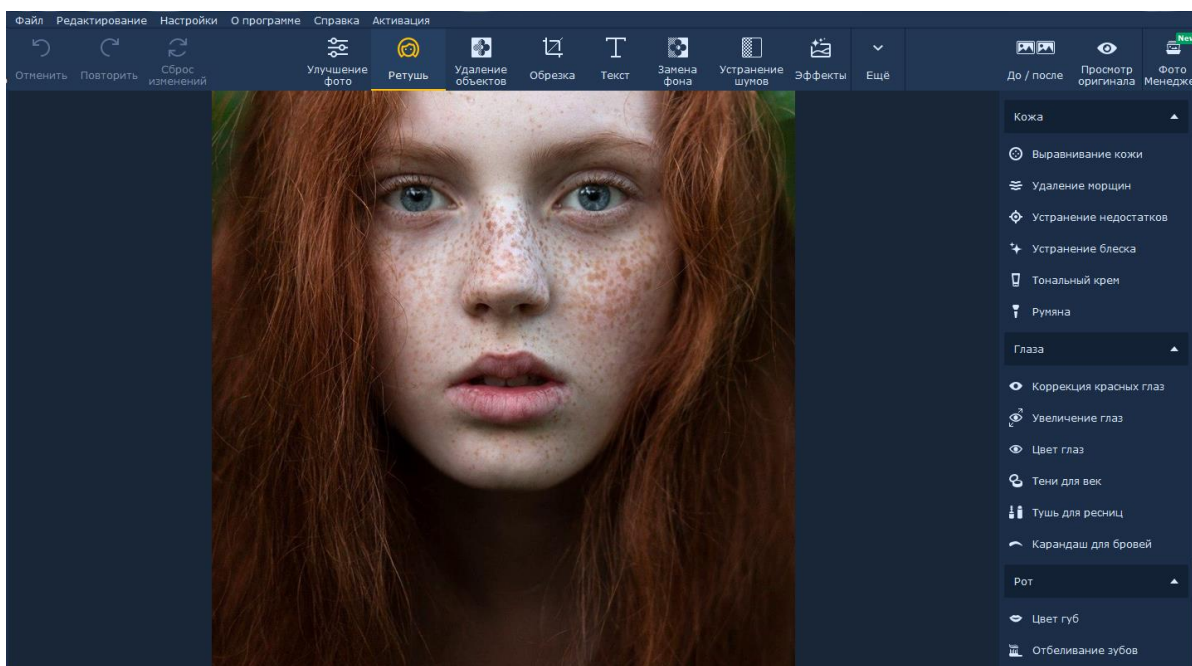 Файл Редактирование Настройки О программе Справка Активация
Отменить
Повторить
Сброс
изменений
Улучшение
фото
Ретушь
Удаление
объектов
Обрезка
Текст
Замена
фона
Устранение
шумов
Эффекты
Ещё
До / после
Просмотр
оригинала
New
Фото
Менедже
Кожа
Выравнивание кожи
Удаление морщин
Устранение недостатков
Устранение блеска
Тональный крем
Румяна
Глаза
Коррекция красных глаз
Увеличение глаз
Цвет глаз
Тени для век
Тушь для ресниц
Карандаш для бровей
Рот
Цвет губ
Отбеливание зубов